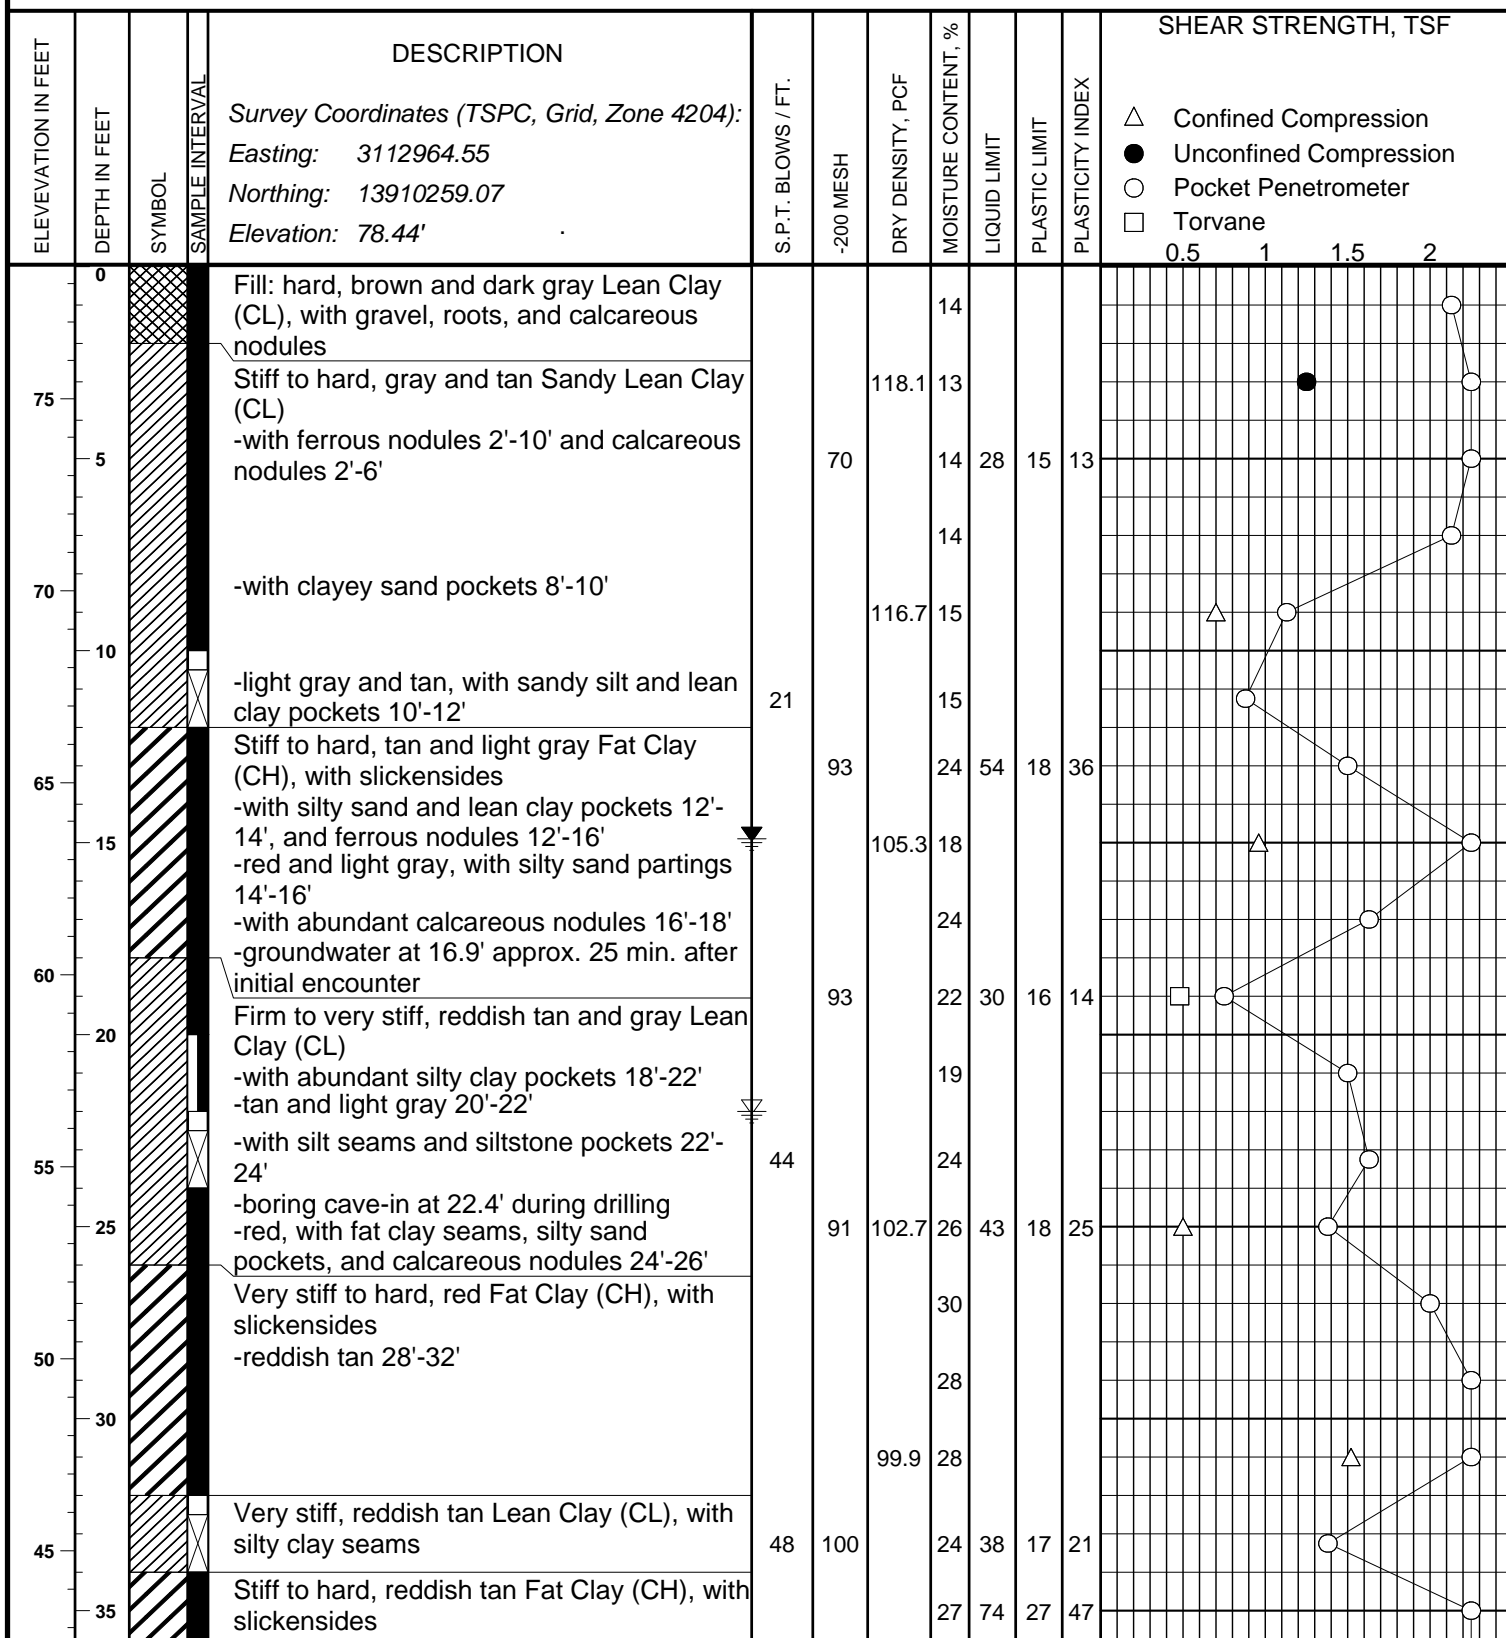 ELEVEVATION IN FEET
DEPTH IN FEET
SYMBOL
SAMPLE INTERVAL
DESCRIPTION
Survey Coordinates (TSPC, Grid, Zone 4204):
Easting: 3112964.55
Northing: 13910259.07
Elevation: 78.44' .
S.P.T. BLOWS / FT.
-200 MESH
DRY DENSITY, PCF
MOISTURE CONTENT, %
LIQUID LIMIT
PLASTIC LIMIT
PLASTICITY INDEX
SHEAR STRENGTH, TSF
Confined Compression
Unconfined Compression
Pocket Penetrometer
Torvane
0.5 1 1.5 2
0
Fill: hard, brown and dark gray Lean Clay
(CL), with gravel, roots, and calcareous
nodules
14
Stiff to hard, gray and tan Sandy Lean Clay
(CL)
118.1 13
75
-with ferrous nodules 2'-10' and calcareous
nodules 2'-6'
5
70 14 28 15 13
14
70
-with clayey sand pockets 8'-10'
116.7 15
10
-light gray and tan, with sandy silt and lean
clay pockets 10'-12'
21 15
Stiff to hard, tan and light gray Fat Clay
(CH), with slickensides
93 24 54 18 36
65
-with silty sand and lean clay pockets 12'-
14', and ferrous nodules 12'-16'
15
105.3 18
-red and light gray, with silty sand partings
14'-16'
-with abundant calcareous nodules 16'-18'
24
-groundwater at 16.9' approx. 25 min. after
initial encounter
60
93 22 30 16 14
Firm to very stiff, reddish tan and gray Lean
Clay (CL)
20
-with abundant silty clay pockets 18'-22'
19
-tan and light gray 20'-22'
-with silt seams and siltstone pockets 22'-
24'
55
44 24
-boring cave-in at 22.4' during drilling
-red, with fat clay seams, silty sand
pockets, and calcareous nodules 24'-26'
25
91 102.7 26 43 18 25
Very stiff to hard, red Fat Clay (CH), with
slickensides
30
-reddish tan 28'-32'
50
28
30
99.9 28
Very stiff, reddish tan Lean Clay (CL), with
silty clay seams
45
48 100 24 38 17 21
Stiff to hard, reddish tan Fat Clay (CH), with
slickensides
35
27 74 27 47